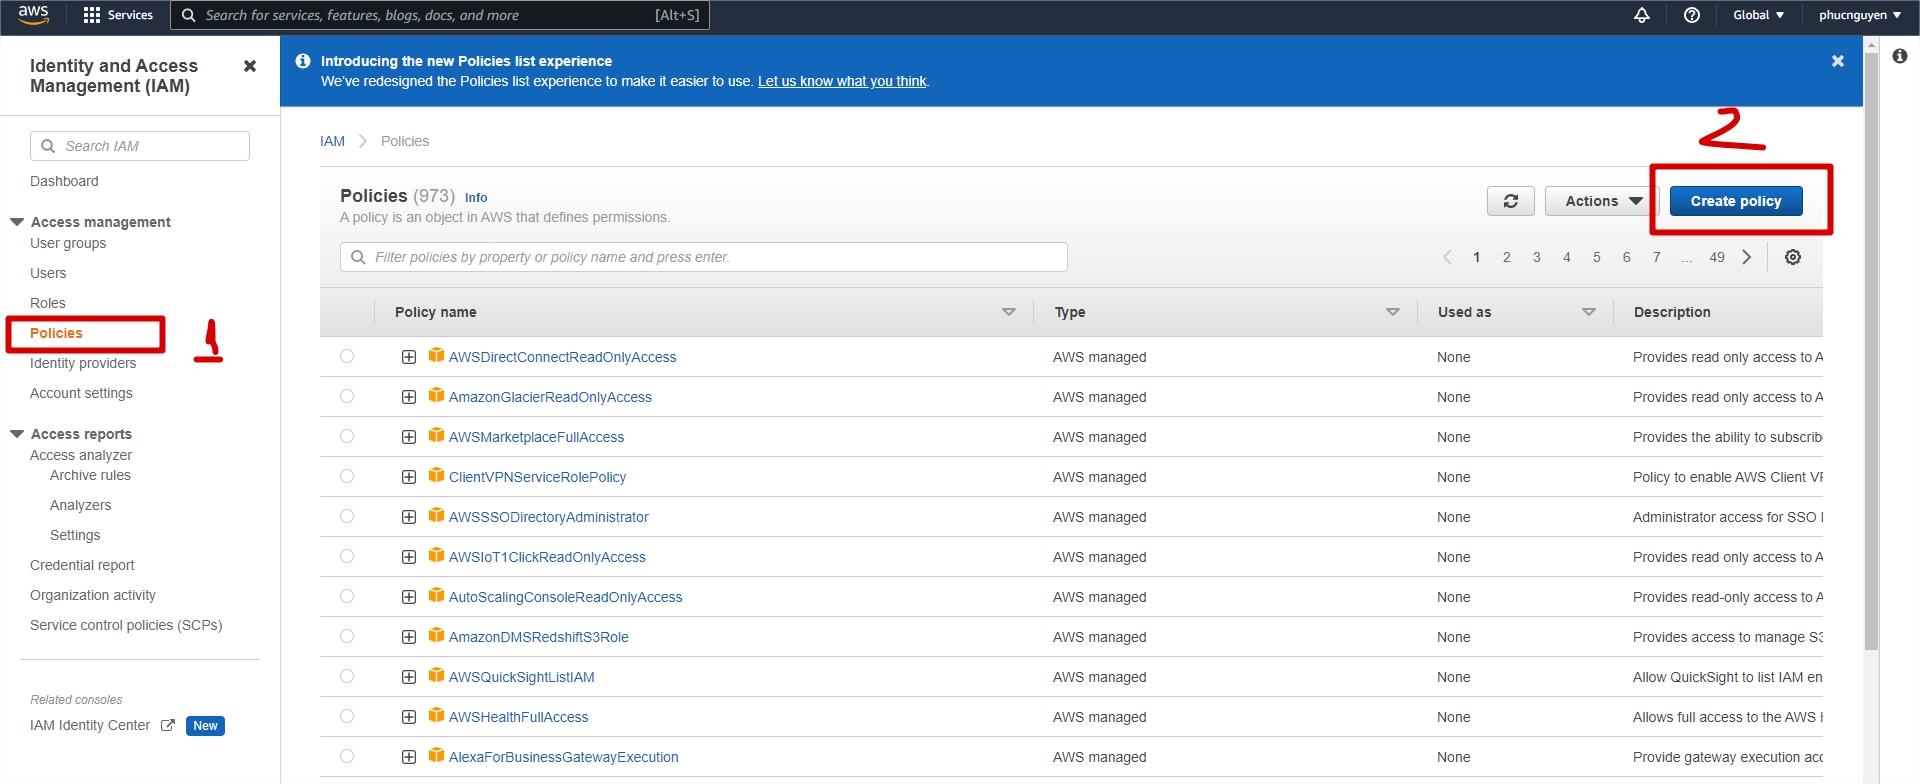 aws Services Search for services, features, blogs, docs, and more [Alt+S] Global phucnguyen
Identity and Access
Management (IAM)
Search IAM
Dashboard
Access management
User groups
Users
Roles
Policies
1
Identity providers
Account settings
Access reports
Access analyzer
Archive rules
Analyzers
Settings
Credential report
Organization activity
Service control policies (SCPs)
Related consoles
IAM Identity Center New
Introducing the new Policies list experience
We've redesigned the Policies list experience to make it easier to use. Let us know what you think.
2
IAM Policies
Policies (973) Info
A policy is an object in AWS that defines permissions.
Actions Create policy
Filter policies by property or policy name and press enter.
1 2 3 4 5 6 7 ... 49
Policy name Type Used as Description
AWSDirectConnectReadOnlyAccess AWS managed None Provides read only access to A
AmazonGlacierReadOnlyAccess AWS managed None Provides read only access to A
AWSMarketplaceFullAccess AWS managed None Provides the ability to subscrib
ClientVPNServiceRolePolicy AWS managed None Policy to enable AWS Client VP
AWSSSODirectoryAdministrator AWS managed None Administrator access for SSO
AWSIoT1ClickReadOnlyAccess AWS managed None Provides read only access to A
AutoScalingConsoleReadOnlyAccess AWS managed None Provides read-only access to A
AmazonDMSRedshiftS3Role AWS managed None Provides access to manage S3
AWSQuickSightListIAM AWS managed None Allow QuickSight to list IAM en
AWSHealthFullAccess AWS managed None Allows full access to the AWS
AlexaForBusinessGatewayExecution AWS managed None Provide gateway execution acc